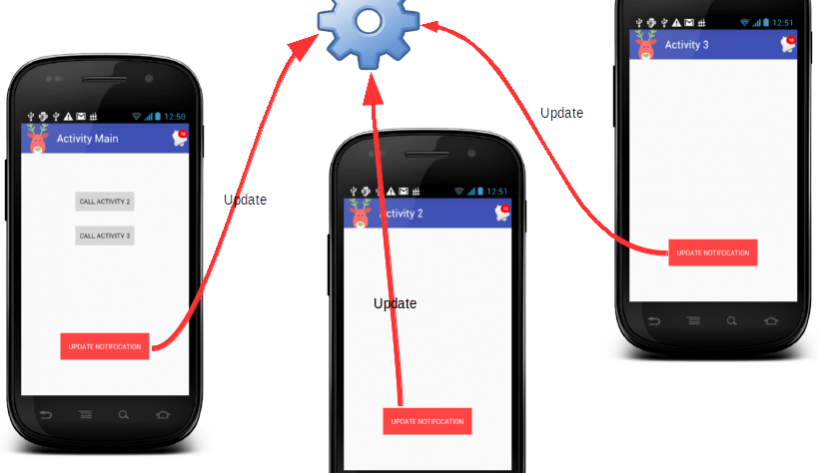 12:51
Activity 3
Update
12:50
Activity Main
Update
CALL ACTIVITY 2
CALL ACTIVITY 3
UPDATE NOTIFOCATION
12:51
Activity 2
Update
UPDATE NOTIFOCATION
UPDATE NOTIFOCATION